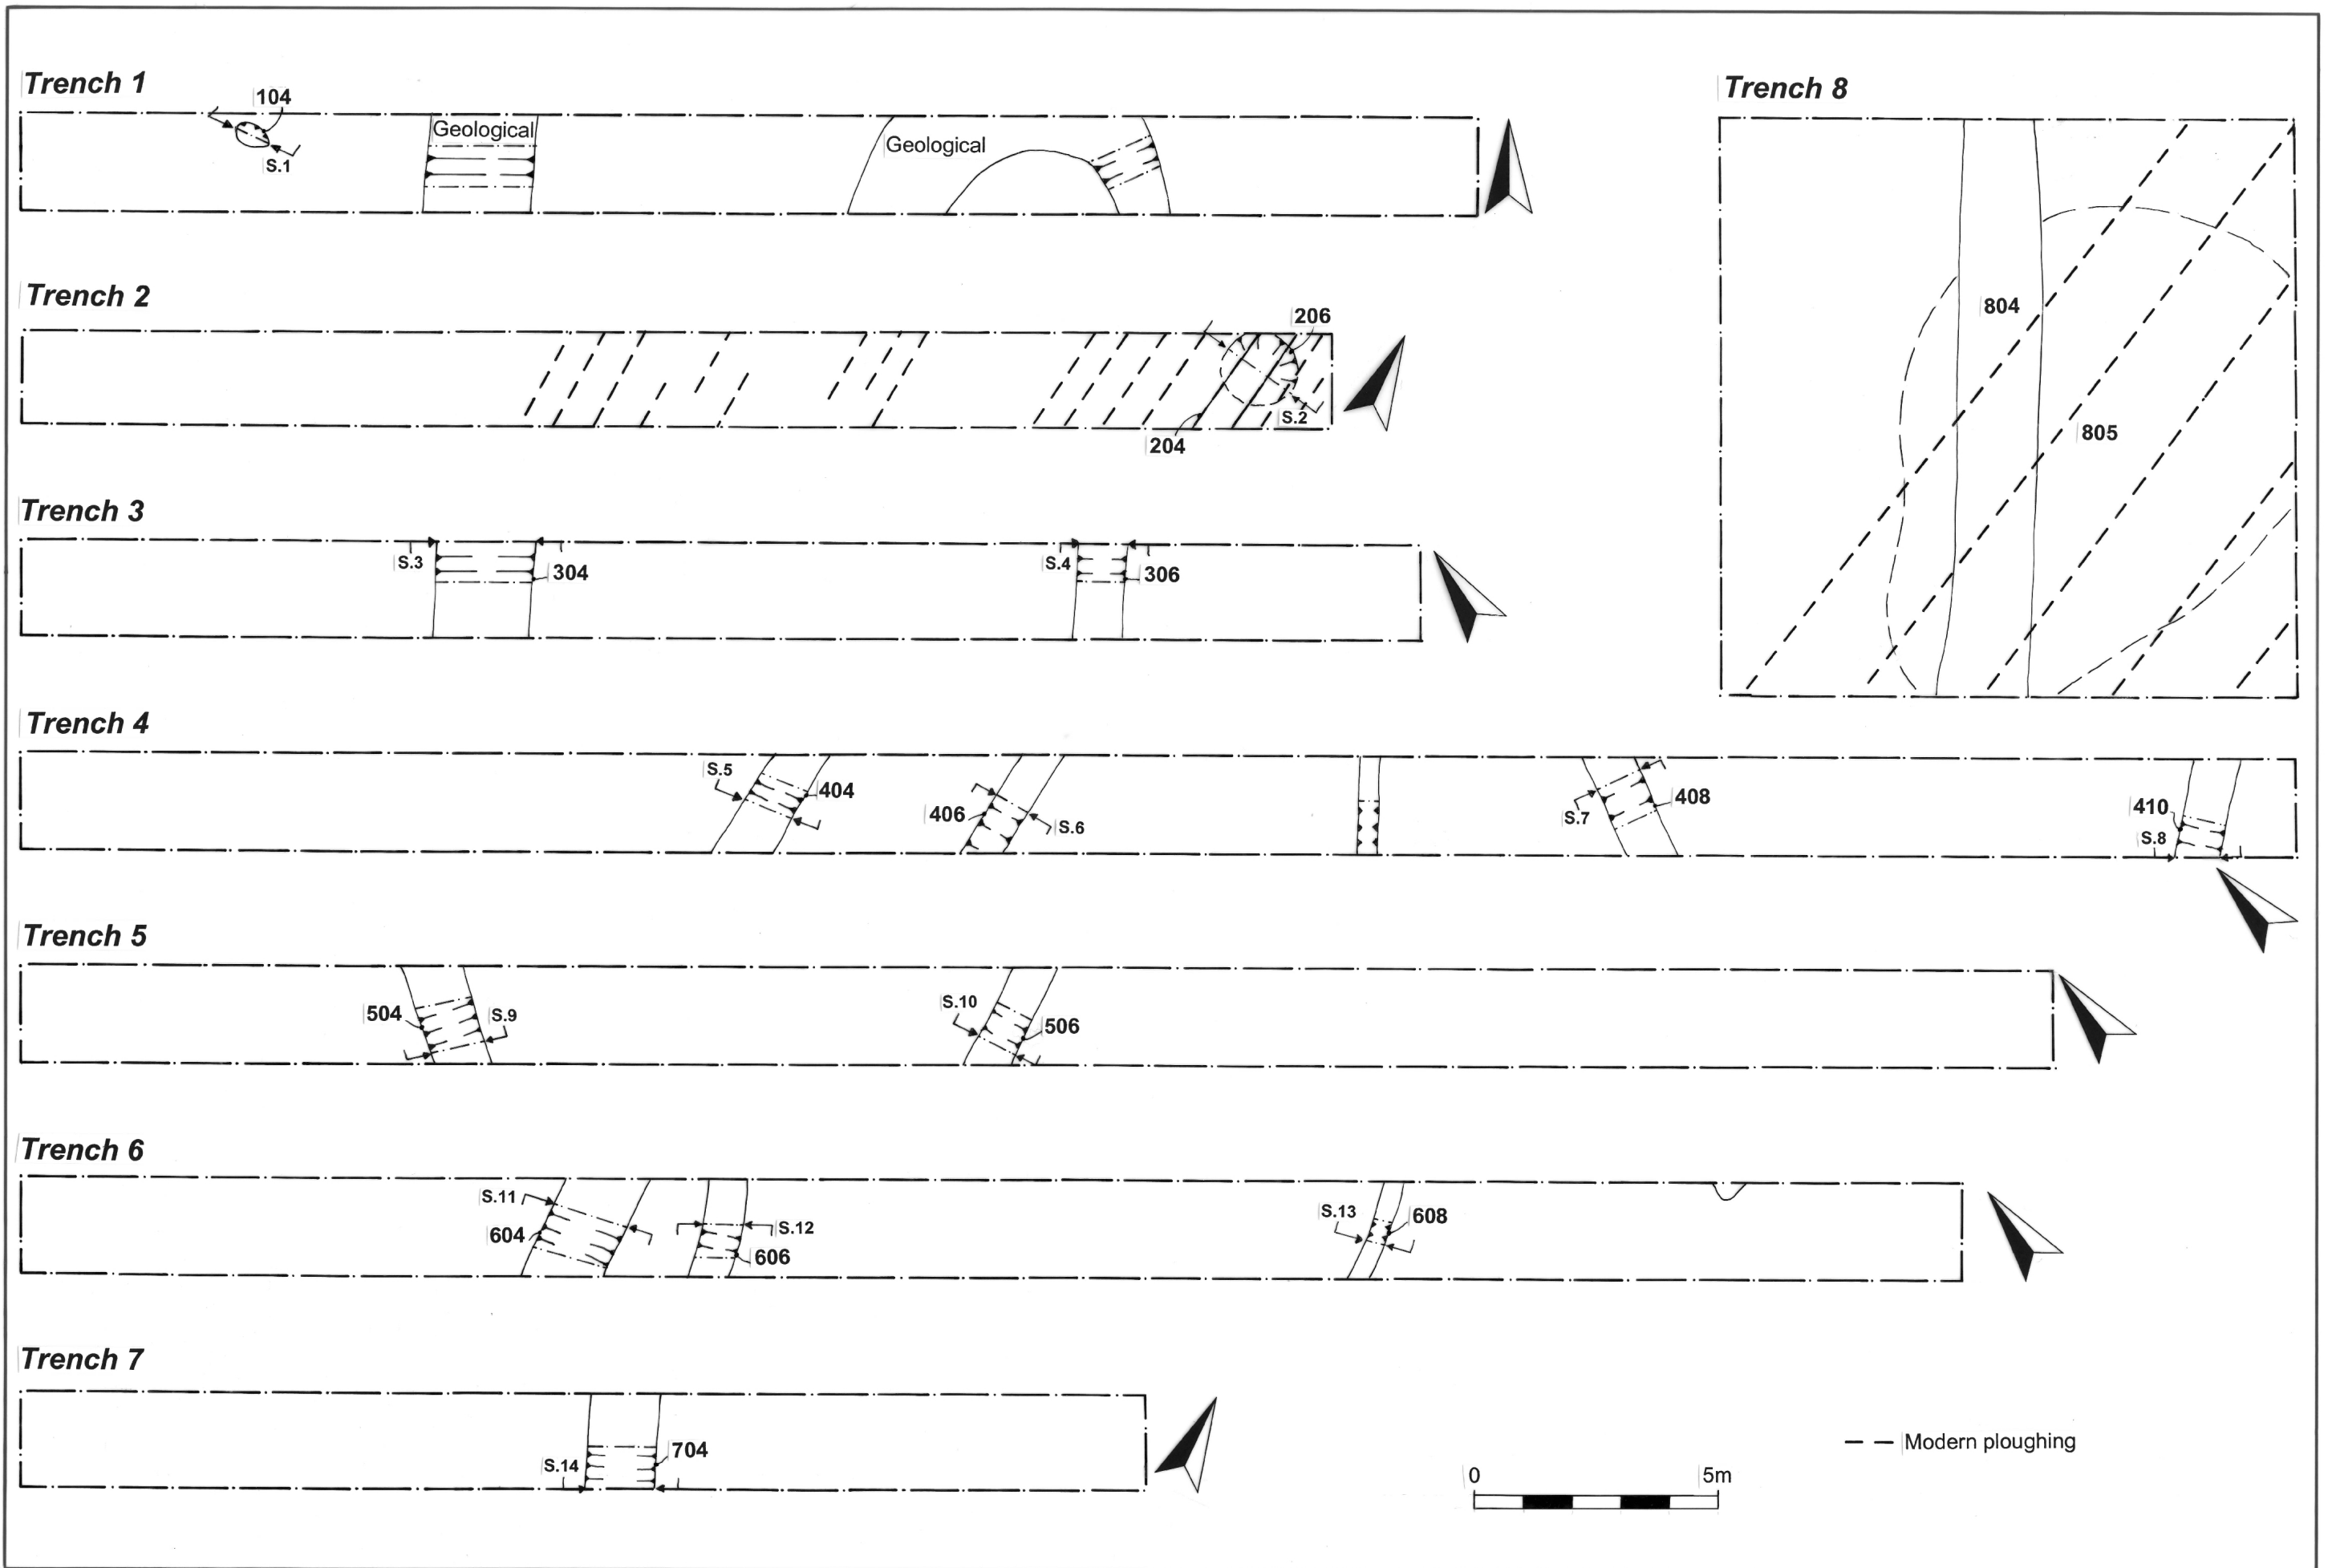 Trench 1
104
S.1
Geological
Geological
Trench 2
206
S.2
204
Trench 3
S.3
304
S.4
306
Trench 4
S.5
404
406
S.6
S.7
408
410
S.8
Trench 5
504
S.9
S.10
506
Trench 6
S.11
604
S.12
606
S.13
608
Trench 7
S.14
704
Trench 8
804
805
Modern ploughing
0 5m